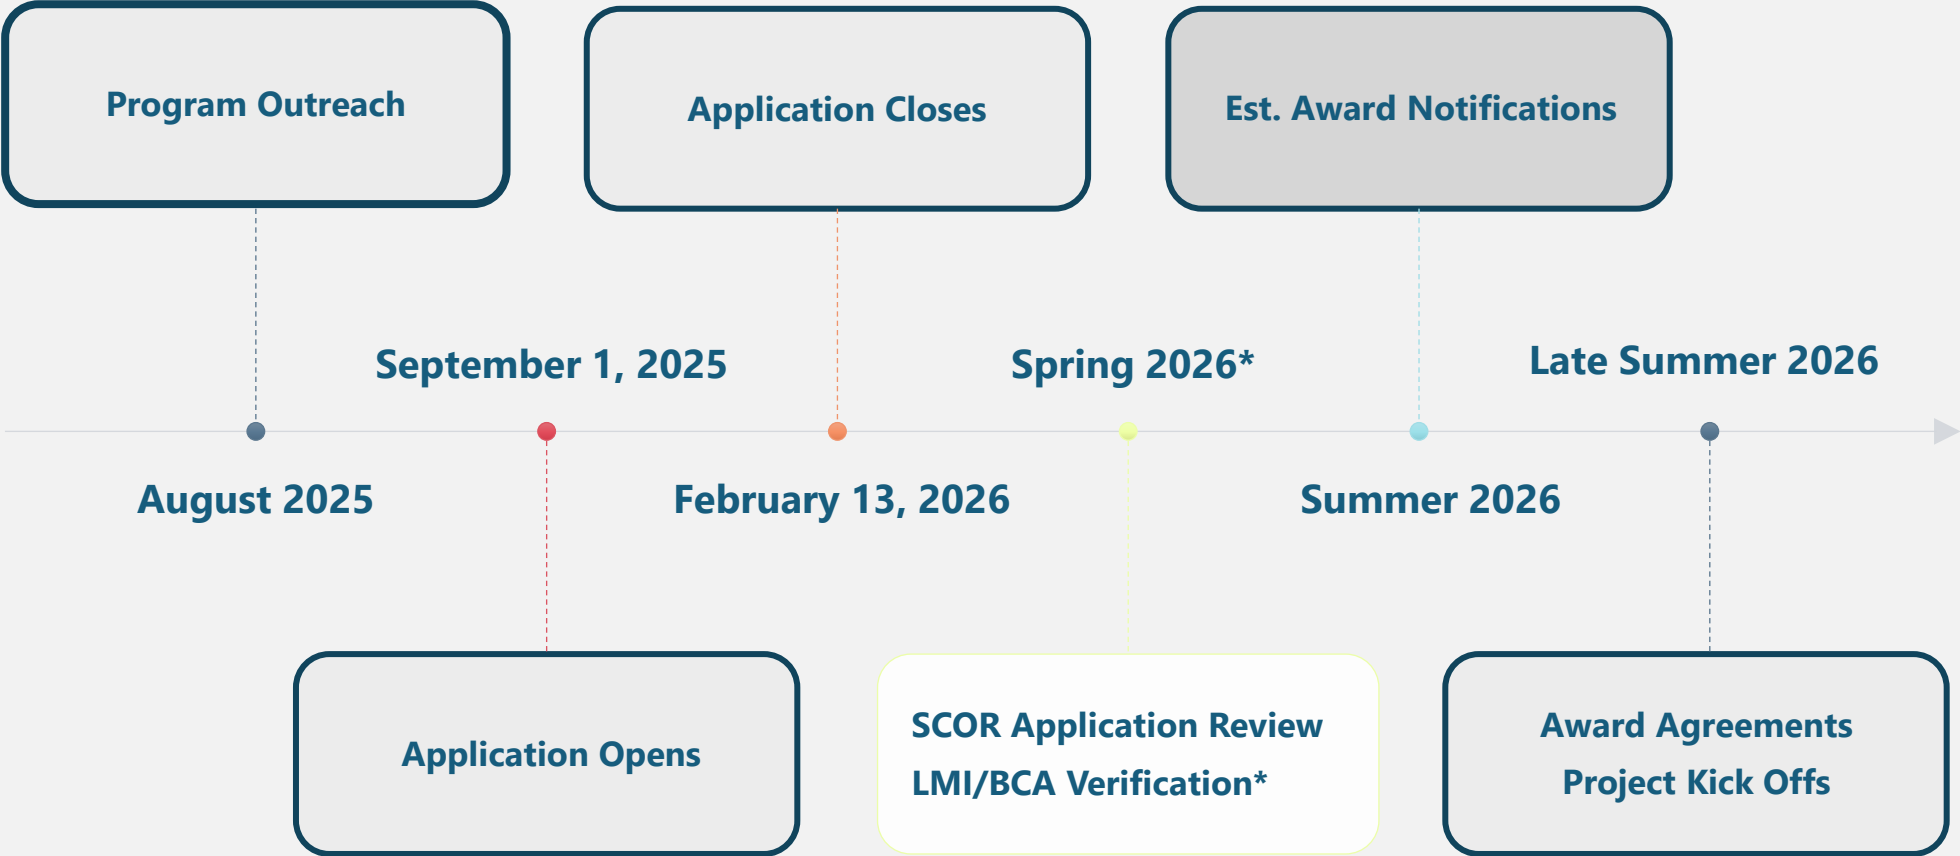 Program Outreach
Application Closes
Est. Award Notifications
September 1, 2025
Spring 2026*
Late Summer 2026
August 2025
February 13, 2026
Summer 2026
Application Opens
SCOR Application Review
LMI/BCA Verification*
Award Agreements
Project Kick Offs